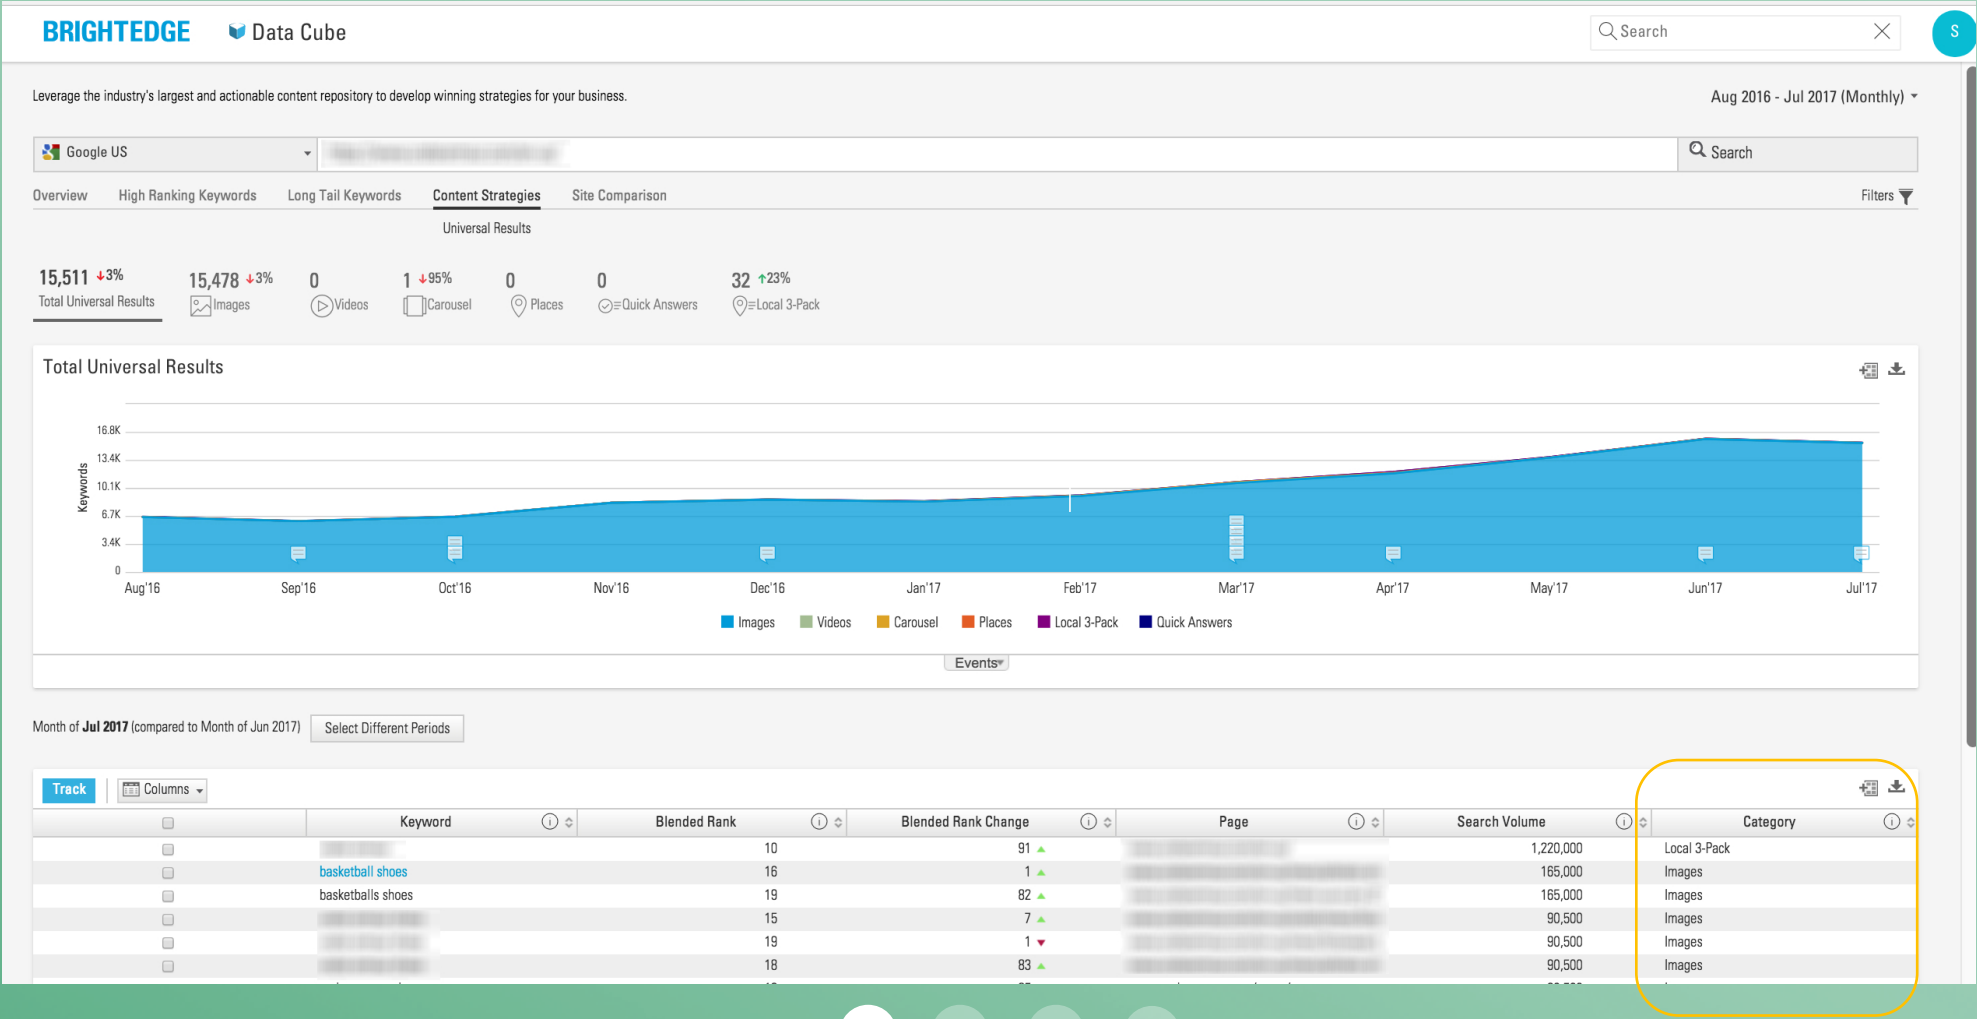 BRIGHTEDGE Data Cube Search S
Leverage the industry's largest and actionable content repository to develop winning strategies for your business. Aug 2016 - Jul 2017 (Monthly)
Google US Search
Overview High Ranking Keywords Long Tail Keywords Content Strategies Site Comparison Filters
Universal Results
15,511 3% 15,478 3% 0 1 95% 0 0 32 23%
Total Universal Results Images Videos Carousel Places Quick Answers Local 3-Pack
Total Universal Results
Keywords
16.8K
13.4K
10.1K
6.7K
3.4K
0
Aug'16 Sep'16 Oct'16 Nov'16 Dec'16 Jan'17 Feb'17 Mar'17 Apr'17 May'17 Jun'17 Jul'17
Images Videos Carousel Places Local 3-Pack Quick Answers
Events
Month of Jul 2017 (compared to Month of Jun 2017) Select Different Periods
Track Columns
Keyword Blended Rank Blended Rank Change Page Search Volume Category
10 91 1,220,000 Local 3-Pack
basketball shoes 16 1 165,000 Images
basketballs shoes 19 82 165,000 Images
15 7 90,500 Images
19 1 90,500 Images
18 83 90,500 Images